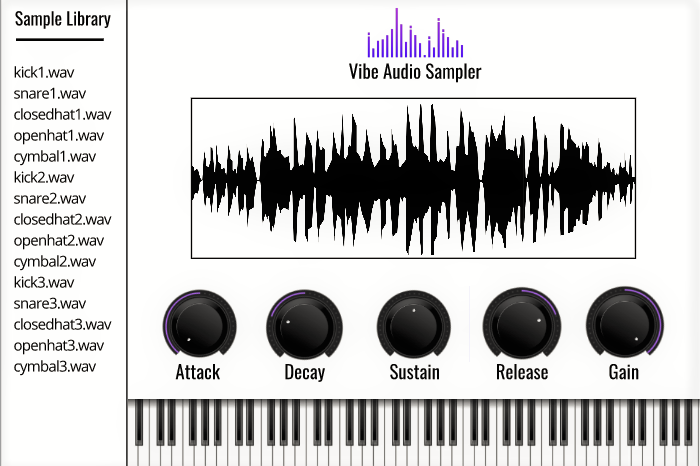 Sample Library
kick1.wav
snare1.wav
closedhat1.wav
openhat1.wav
cymbal1.wav
kick2.wav
snare2.wav
closedhat2.wav
openhat2.wav
cymbal2.wav
kick3.wav
snare3.wav
closedhat3.wav
openhat3.wav
cymbal3.wav
Vibe Audio Sampler
Attack Decay Sustain Release Gain